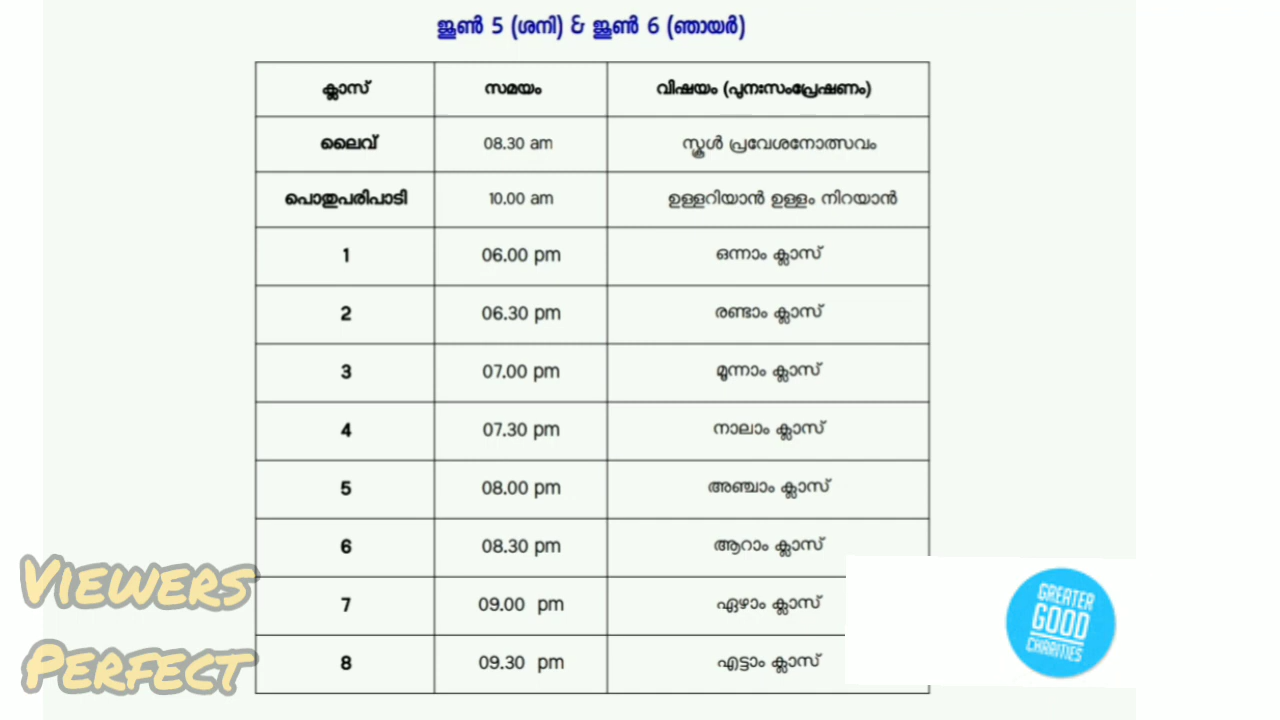 ജൂൺ 5 (ശനി) & ജൂൺ 6 (ഞായർ)
ക്ലാസ് സമയം വിഷയം (പുനഃസംപ്രേഷണം)
ലൈവ് 08.30 am സ്കൂൾ പ്രവേശനോത്സവം
പൊതുപരിപാടി 10.00 am ഉള്ളറിയാൻ ഉള്ളം നിറയാൻ
1 06.00 pm ഒന്നാം ക്ലാസ്
2 06.30 pm രണ്ടാം ക്ലാസ്
3 07.00 pm മൂന്നാം ക്ലാസ്
4 07.30 pm നാലാം ക്ലാസ്
5 08.00 pm അഞ്ചാം ക്ലാസ്
6 08.30 pm ആറാം ക്ലാസ്
7 09.00 pm ഏഴാം ക്ലാസ്
8 09.30 pm എട്ടാം ക്ലാസ്
VIEWERS
PERFECT
GREATER
GOOD
CHARITIES